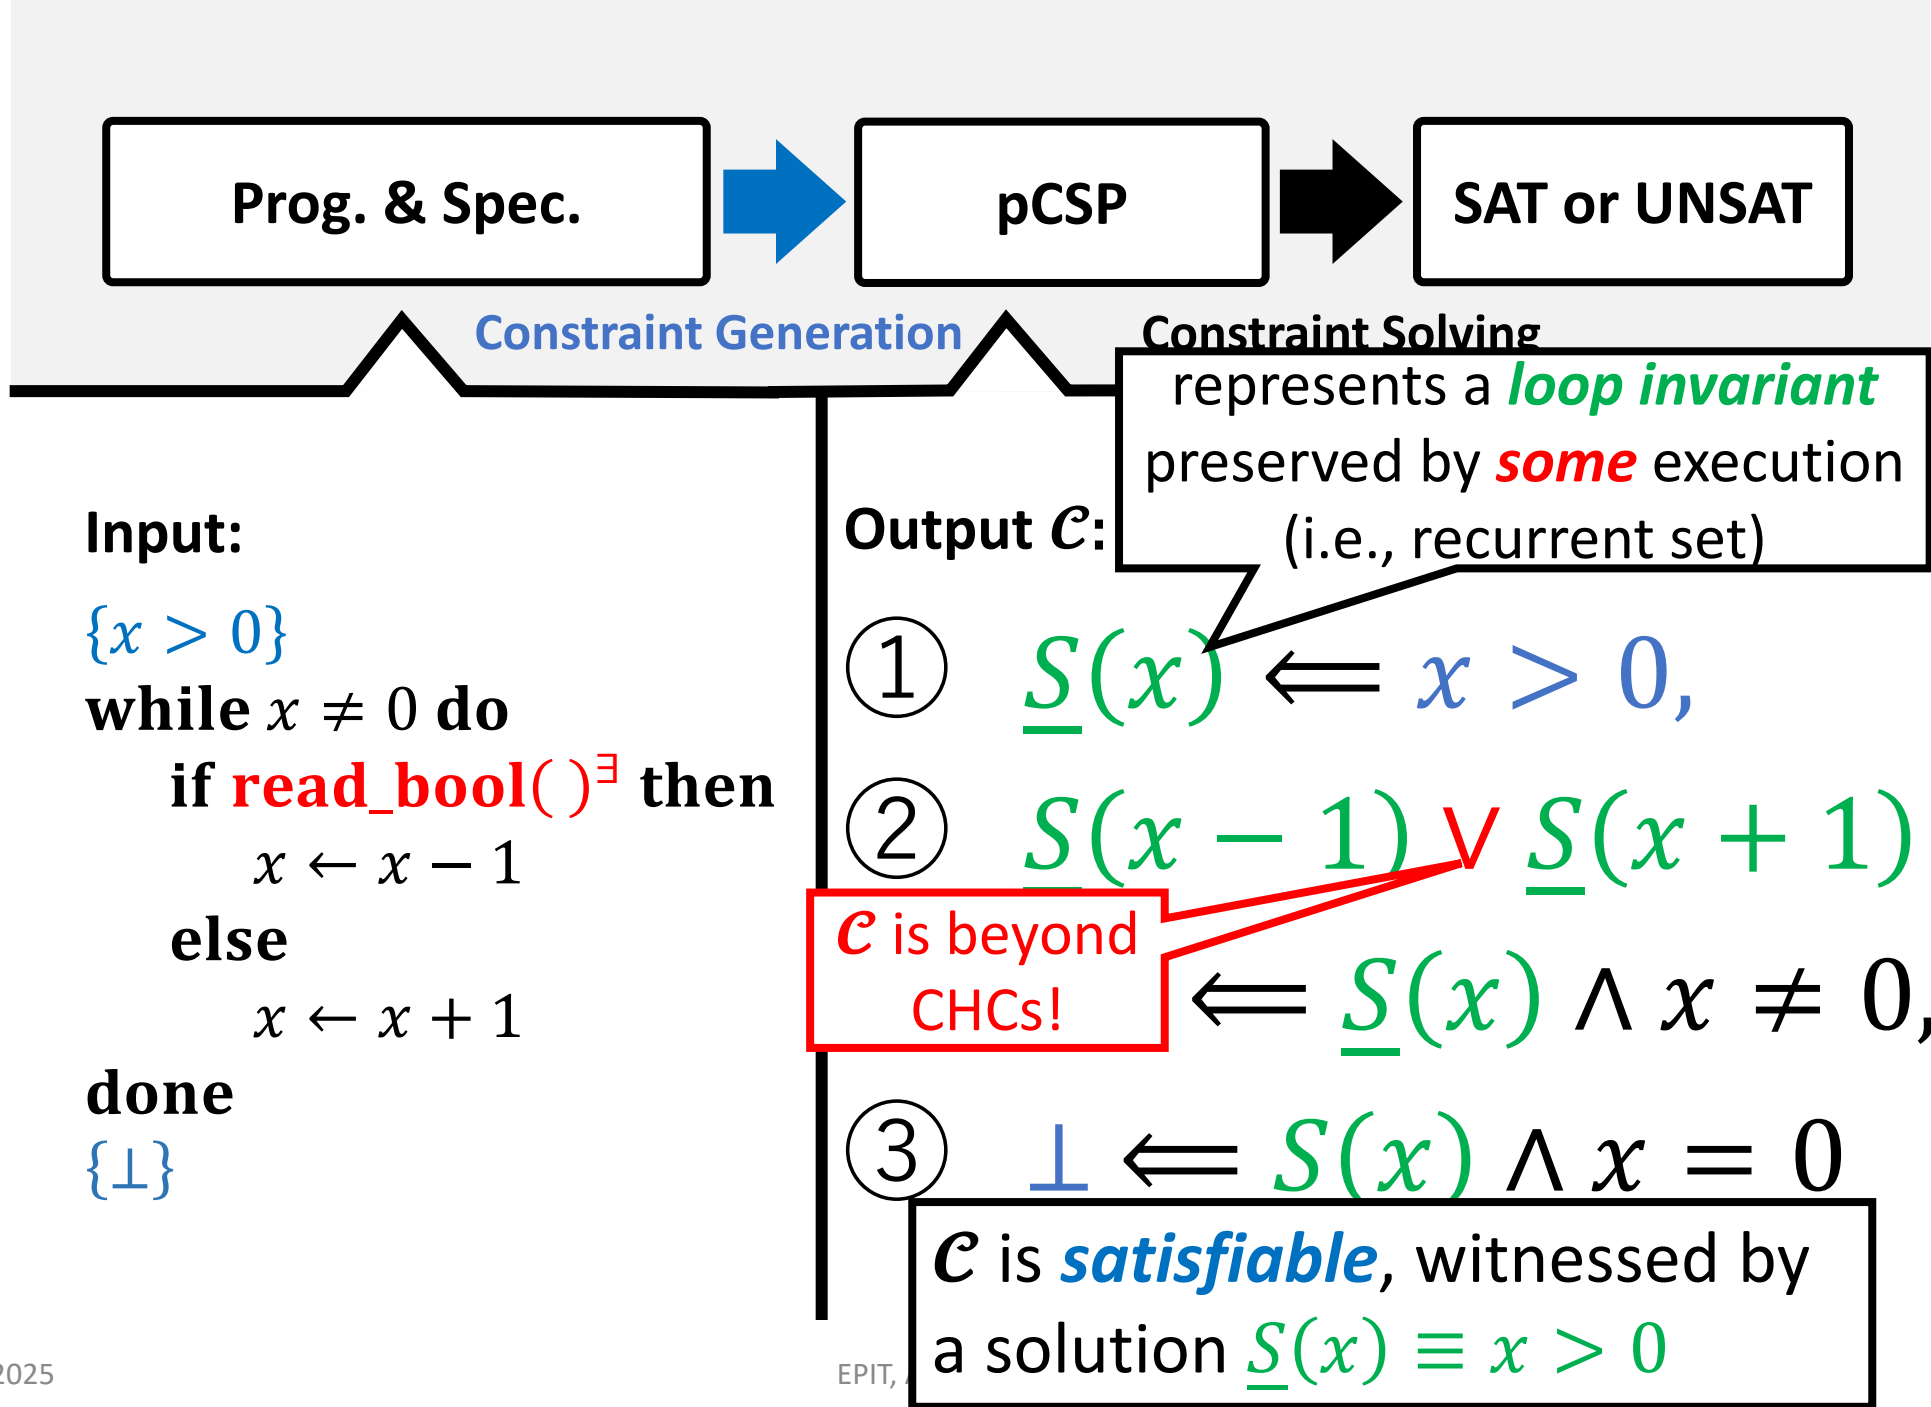 Prog. & Spec.
pCSP
SAT or UNSAT
Constraint Generation
Constraint Solving
represents a loop invariant
preserved by some execution
(i.e., recurrent set)
Input:
{x > 0}
while x ≠ 0 do
if read_bool( )^∃ then
x ← x − 1
else
x ← x + 1
done
{⊥}
Output 𝒞:
① S(x) ⟸ x > 0,
② S(x − 1) ∨ S(x + 1)
⟸ S(x) ∧ x ≠ 0,
𝒞 is beyond
CHCs!
③ ⊥ ⟸ S(x) ∧ x = 0
𝒞 is satisfiable, witnessed by
a solution S(x) ≡ x > 0
2025
EPIT,